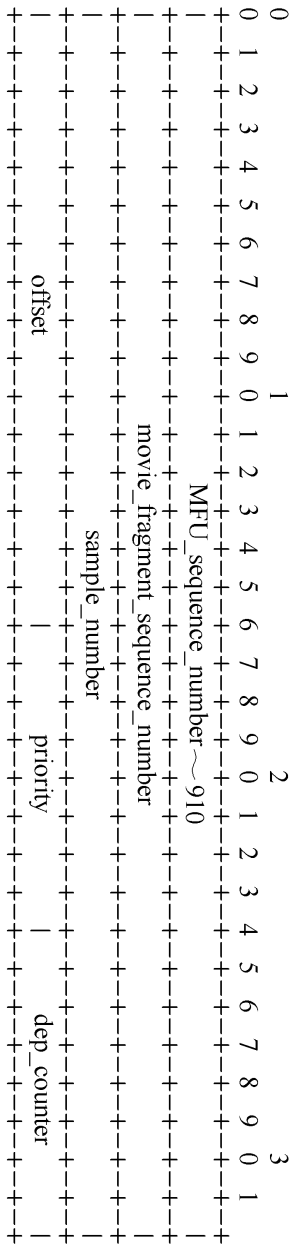 0 1 2 3
0 1 2 3 4 5 6 7 8 9 0 1 2 3 4 5 6 7 8 9 0 1 2 3 4 5 6 7 8 9 0 1
+-+-+-+-+-+-+-+-+-+-+-+-+-+-+-+-+-+-+-+-+-+-+-+-+-+-+-+-+-+-+-+-+
| MFU_sequence_number~910 |
+-+-+-+-+-+-+-+-+-+-+-+-+-+-+-+-+-+-+-+-+-+-+-+-+-+-+-+-+-+-+-+-+
| movie_fragment_sequence_number |
+-+-+-+-+-+-+-+-+-+-+-+-+-+-+-+-+-+-+-+-+-+-+-+-+-+-+-+-+-+-+-+-+
| sample_number |
+-+-+-+-+-+-+-+-+-+-+-+-+-+-+-+-+-+-+-+-+-+-+-+-+-+-+-+-+-+-+-+-+
| offset | priority | dep_counter |
+-+-+-+-+-+-+-+-+-+-+-+-+-+-+-+-+-+-+-+-+-+-+-+-+-+-+-+-+-+-+-+-+